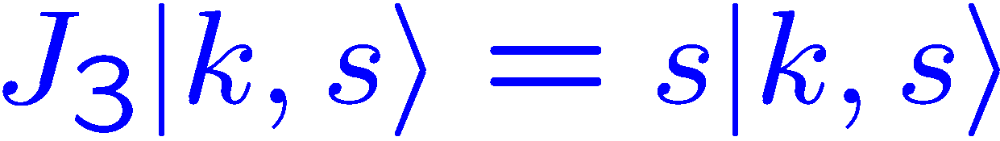 J₃|k, s⟩ = s|k, s⟩